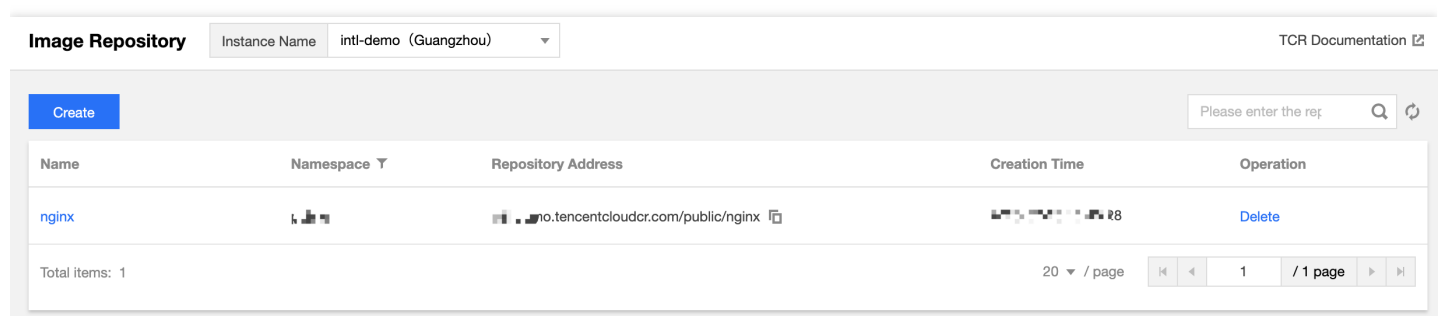 Image Repository Instance Name intl-demo（Guangzhou） TCR Documentation
Create Please enter the rep
Name Namespace Repository Address Creation Time Operation
nginx .tencentcloudcr.com/public/nginx Delete
Total items: 1 20 / page 1 / 1 page